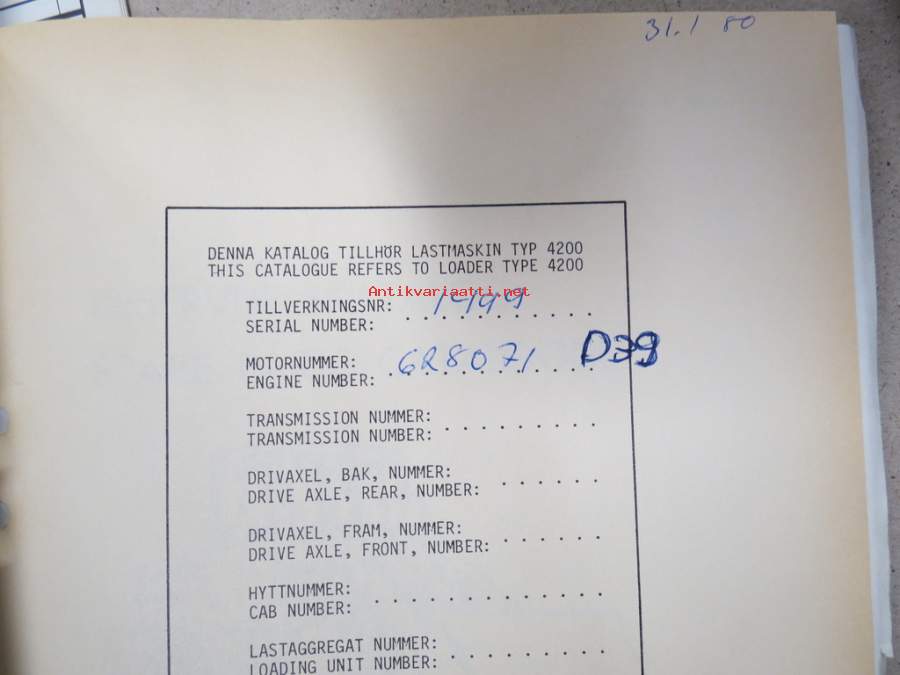 31.1 80
DENNA KATALOG TILLHÖR LASTMASKIN TYP 4200
THIS CATALOGUE REFERS TO LOADER TYPE 4200
Antikvariaatti.net
TILLVERKNINGSNR: 1499
SERIAL NUMBER:
MOTORNUMMER: 6R8071 D39
ENGINE NUMBER:
TRANSMISSION NUMMER:
TRANSMISSION NUMBER:
DRIVAXEL, BAK, NUMMER:
DRIVE AXLE, REAR, NUMBER:
DRIVAXEL, FRAM, NUMMER:
DRIVE AXLE, FRONT, NUMBER:
HYTTNUMMER:
CAB NUMBER:
LASTAGGREGAT NUMMER:
LOADING UNIT NUMBER: